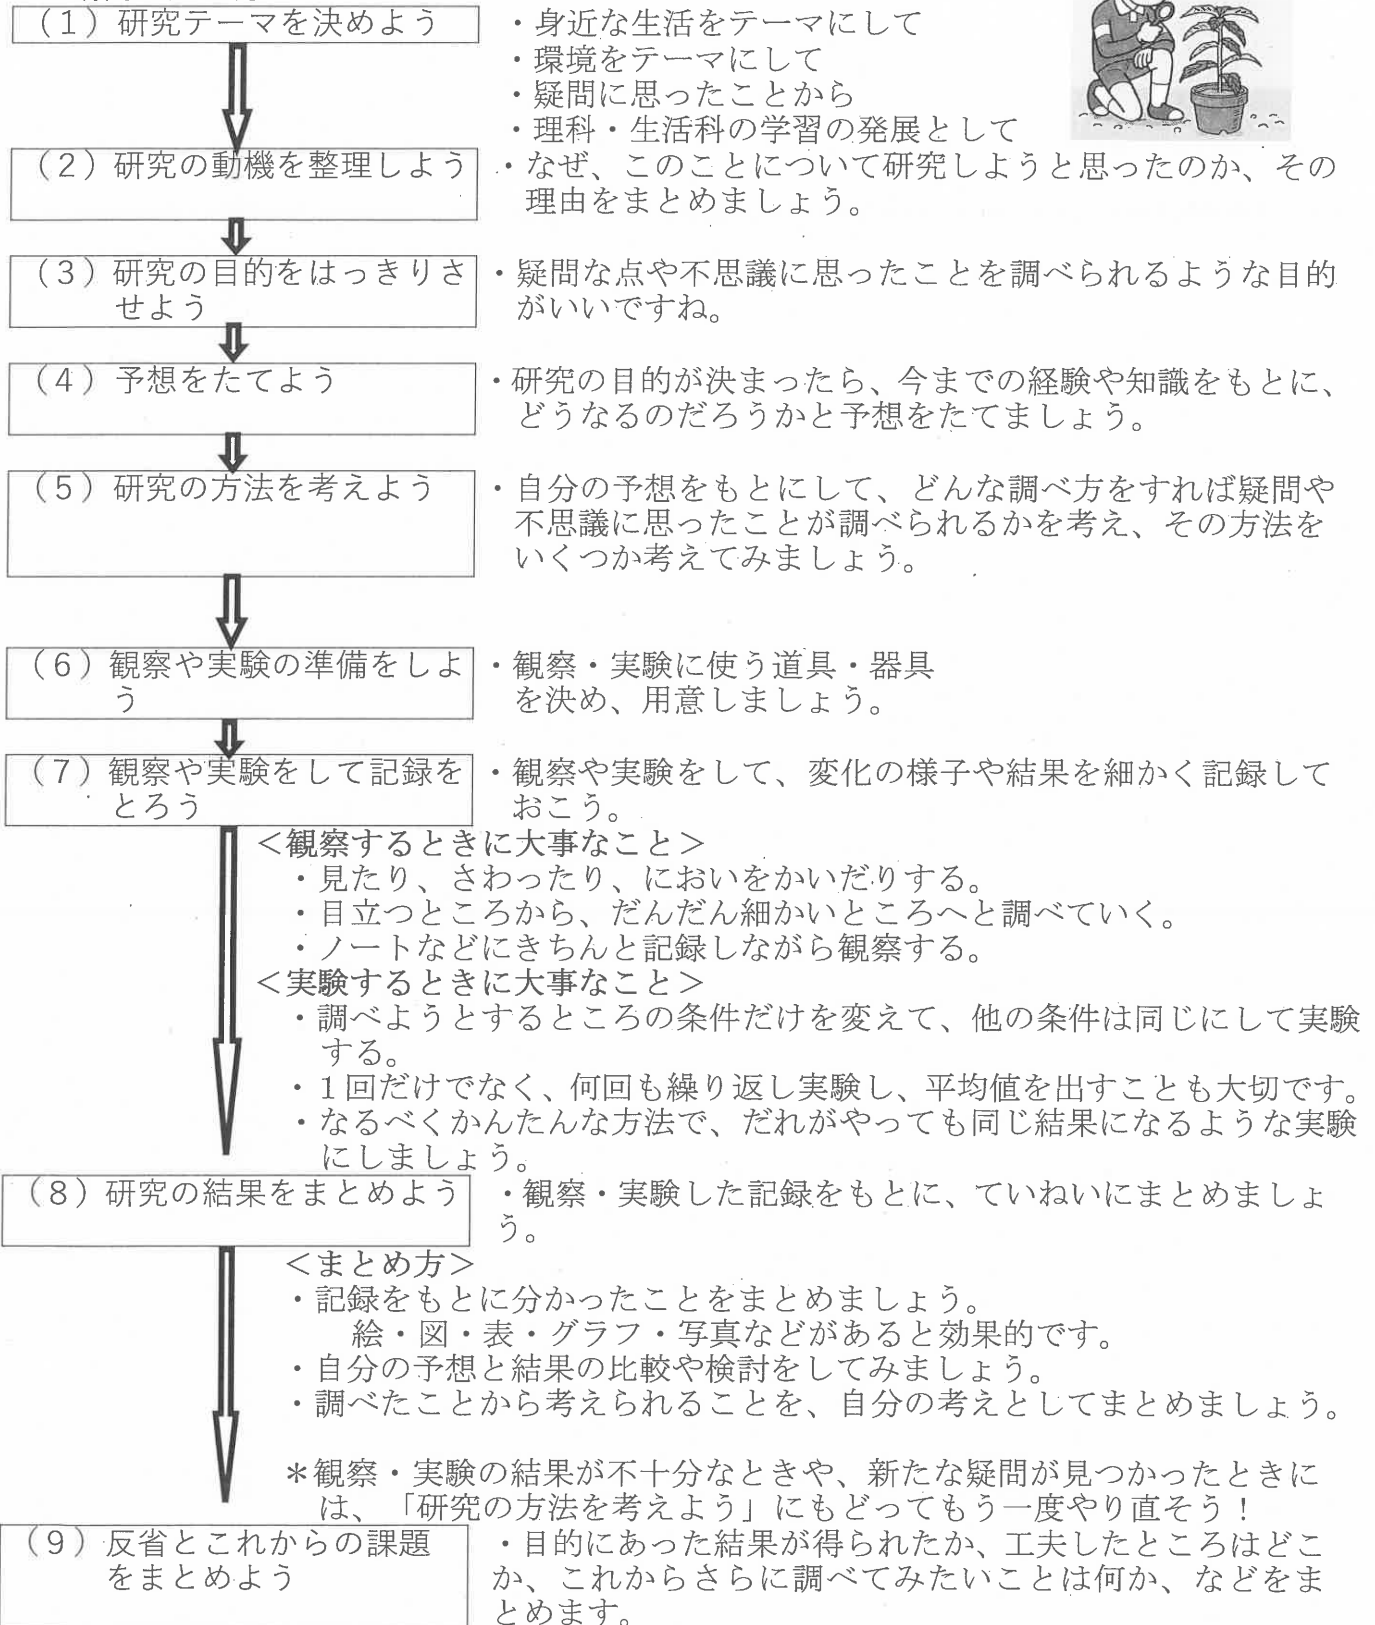 (1)研究テーマを決めよう
・身近な生活をテーマにして
・環境をテーマにして
・疑問に思ったことから
・理科・生活科の学習の発展として
(2)研究の動機を整理しよう
・なぜ、このことについて研究しようと思ったのか、その
理由をまとめましょう。
(3)研究の目的をはっきりさ
せよう
・疑問な点や不思議に思ったことを調べられるような目的
がいいですね。
(4)予想をたてよう
・研究の目的が決まったら、今までの経験や知識をもとに、
どうなるのだろうかと予想をたてましょう。
(5)研究の方法を考えよう
・自分の予想をもとにして、どんな調べ方をすれば疑問や
不思議に思ったことが調べられるかを考え、その方法を
いくつか考えてみましょう。
(6)観察や実験の準備をしよ
う
・観察・実験に使う道具・器具
を決め、用意しましょう。
(7)観察や実験をして記録を
とろう
・観察や実験をして、変化の様子や結果を細かく記録して
おこう。
<観察するときに大事なこと>
・見たり、さわったり、においをかいだりする。
・目立つところから、だんだん細かいところへと調べていく。
・ノートなどにきちんと記録しながら観察する。
<実験するときに大事なこと>
・調べようとするところの条件だけを変えて、他の条件は同じにして実験
する。
・1回だけでなく、何回も繰り返し実験し、平均値を出すことも大切です。
・なるべくかんたんな方法で、だれがやっても同じ結果になるような実験
にしましょう。
(8)研究の結果をまとめよう
・観察・実験した記録をもとに、ていねいにまとめましょ
う。
<まとめ方>
・記録をもとに分かったことをまとめましょう。
絵・図・表・グラフ・写真などがあると効果的です。
・自分の予想と結果の比較や検討をしてみましょう。
・調べたことから考えられることを、自分の考えとしてまとめましょう。
*観察・実験の結果が不十分なときや、新たな疑問が見つかったときに
は、「研究の方法を考えよう」にもどってもう一度やり直そう!
(9)反省とこれからの課題
をまとめよう
・目的にあった結果が得られたか、工夫したところはどこ
か、これからさらに調べてみたいことは何か、などをま
とめます。